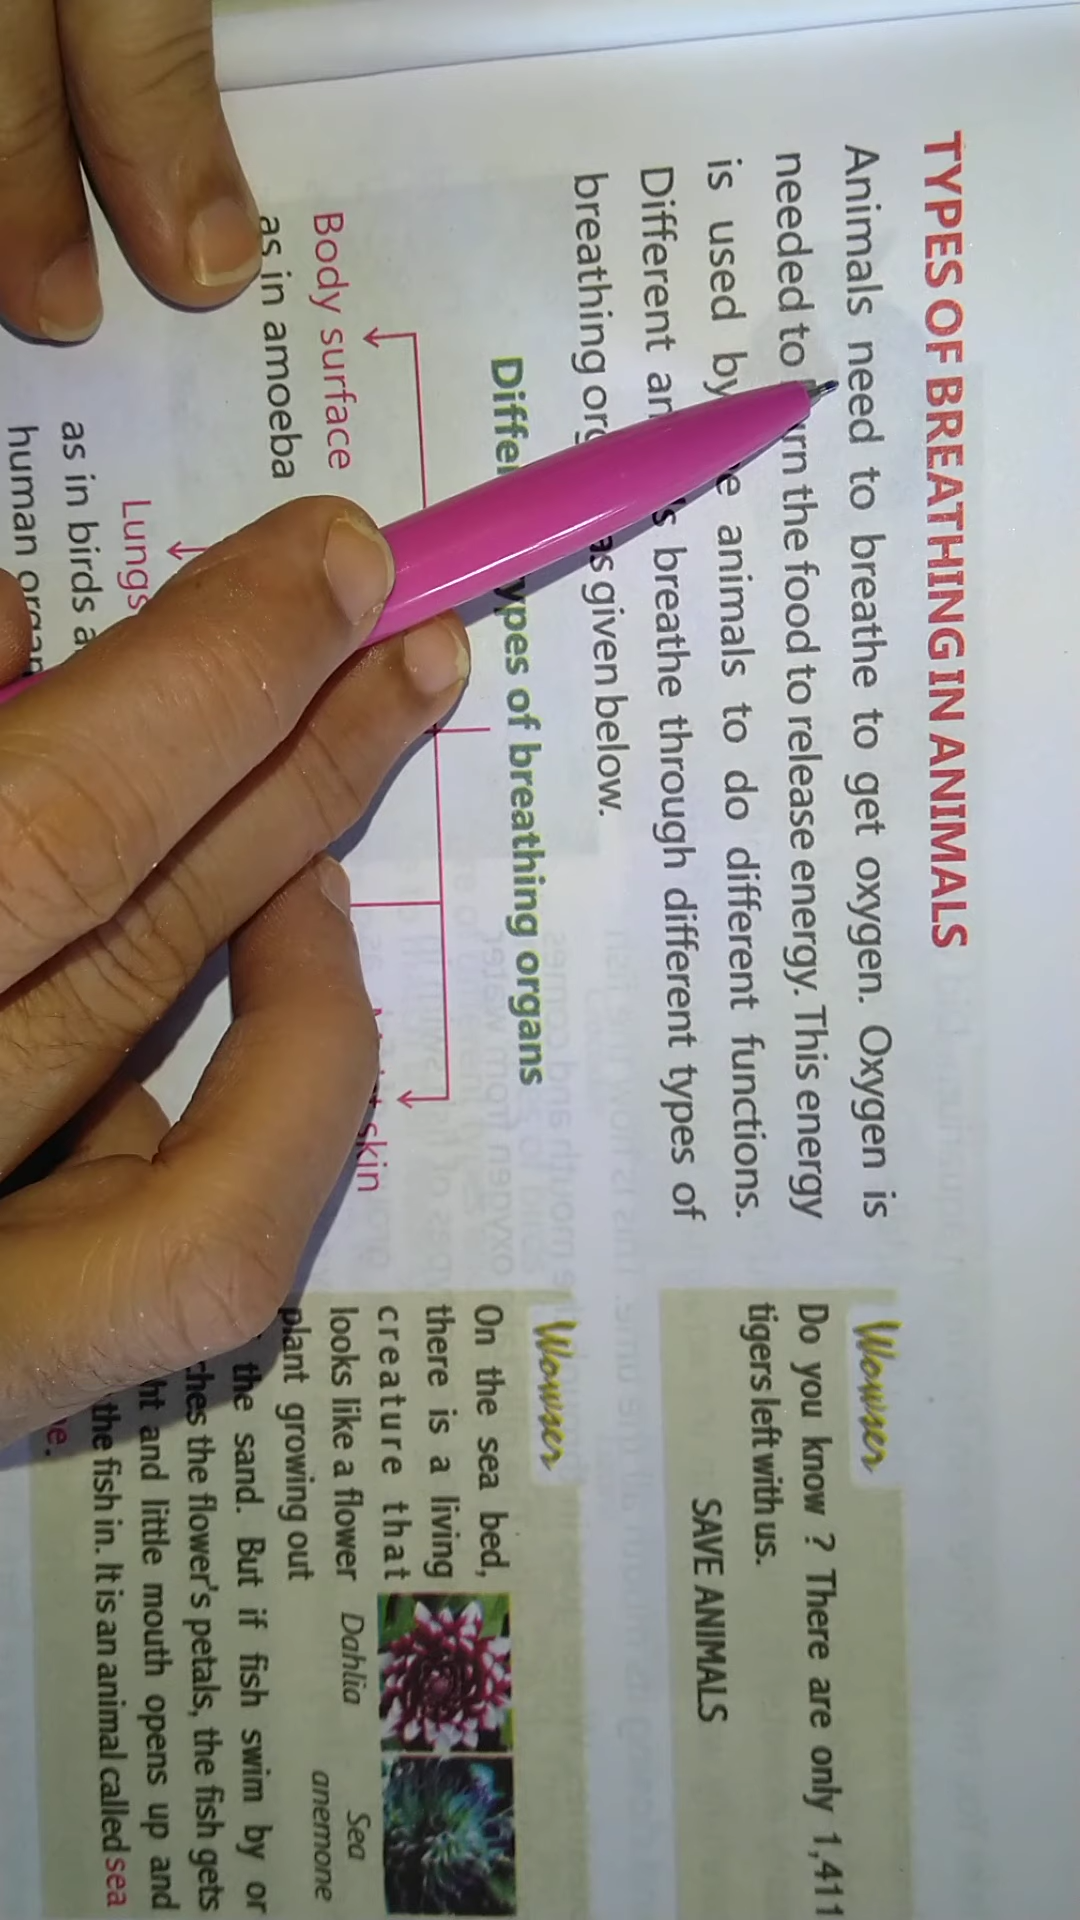 TYPES OF BREATHING IN ANIMALS
Animals need to breathe to get oxygen. Oxygen is
needed to the food to release energy. This energy
is used by animals to do different functions.
Different breathe through different types of
breathing given below.
of breathing organs
Body surface
as in amoeba
skin
Lungs
as in birds
human
Wowser
Do you know ? There are only 1,411
tigers left with us.
SAVE ANIMALS
Wowser
On the sea bed,
there is a living
creature that
looks like a flower
plant growing out
the sand. But if fish swim by or
the flower's petals, the fish gets
and little mouth opens up and
the fish in. It is an animal called sea
Dahlia
Sea
anemone